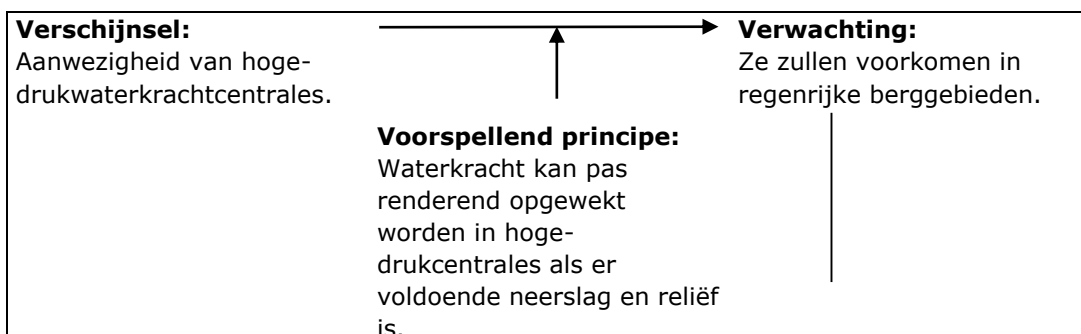 Verschijnsel:
Aanwezigheid van hoge-
drukwaterkrachtcentrales.
Verwachting:
Ze zullen voorkomen in
regenrijke berggebieden.
Voorspellend principe:
Waterkracht kan pas
renderend opgewekt
worden in hoge-
drukcentrales als er
voldoende neerslag en reliëf
is.